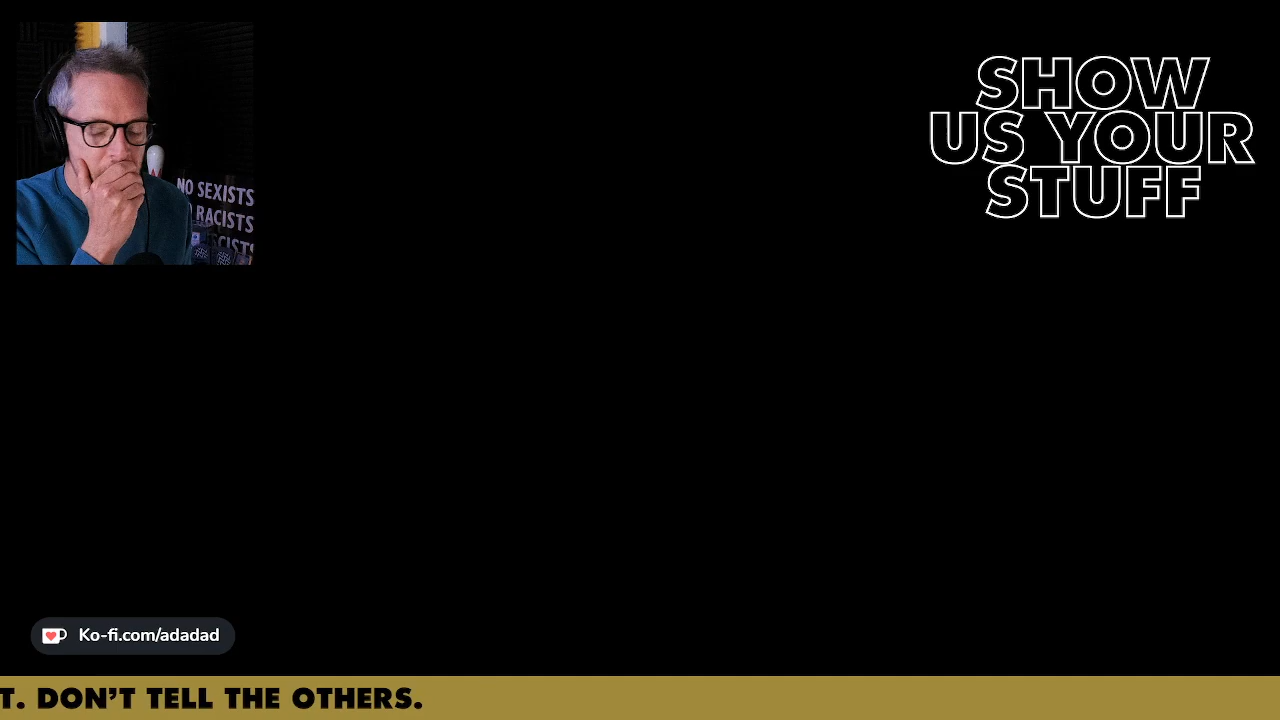 SHOW
US YOUR
STUFF
NO SEXISTS
RACISTS
Ko-fi.com/adadad
T. DON'T TELL THE OTHERS.